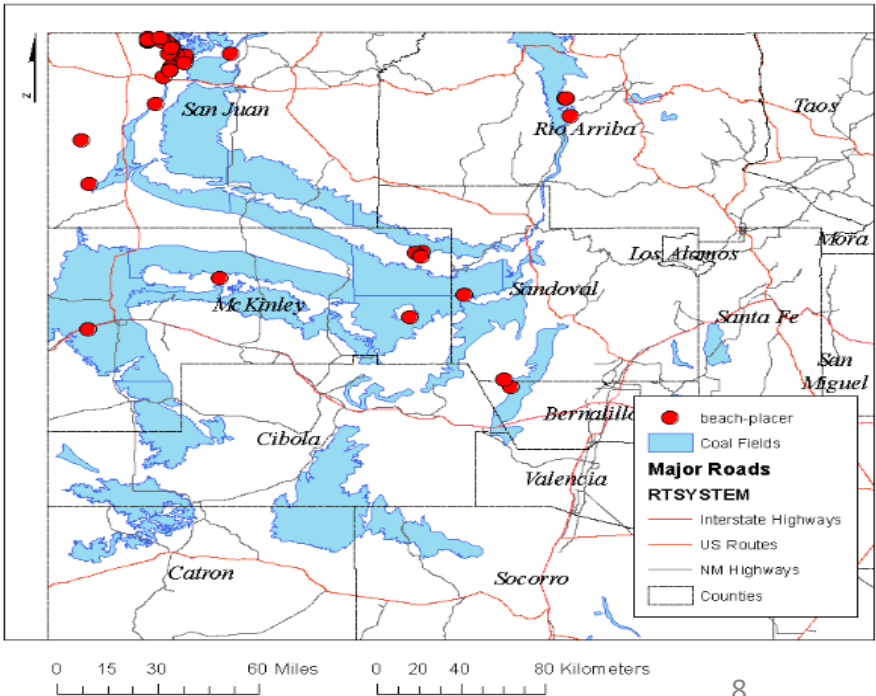 z
San Juan
Taos
Rio Arriba
Mora
Los Alamos
Sandoval
McKinley
Santa Fe
San
Miguel
Bernalillo
Cibola
Valencia
Catron
Socorro
beach-placer
Coal Fields
Major Roads
RTSYSTEM
Interstate Highways
US Routes
NM Highways
Counties
0 15 30 60 Miles
0 20 40 80 Kilometers
8